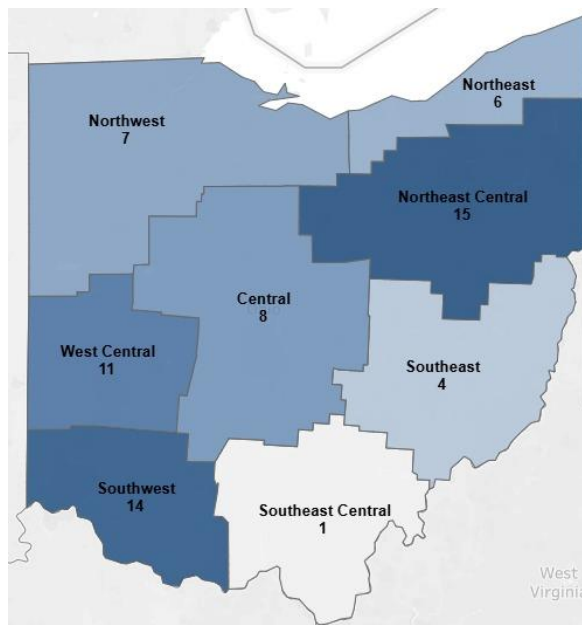 Northeast
6
Northwest
7
Northeast Central
15
Central
8
West Central
11
Southeast
4
Southwest
14
Southeast Central
1
West
Virginia